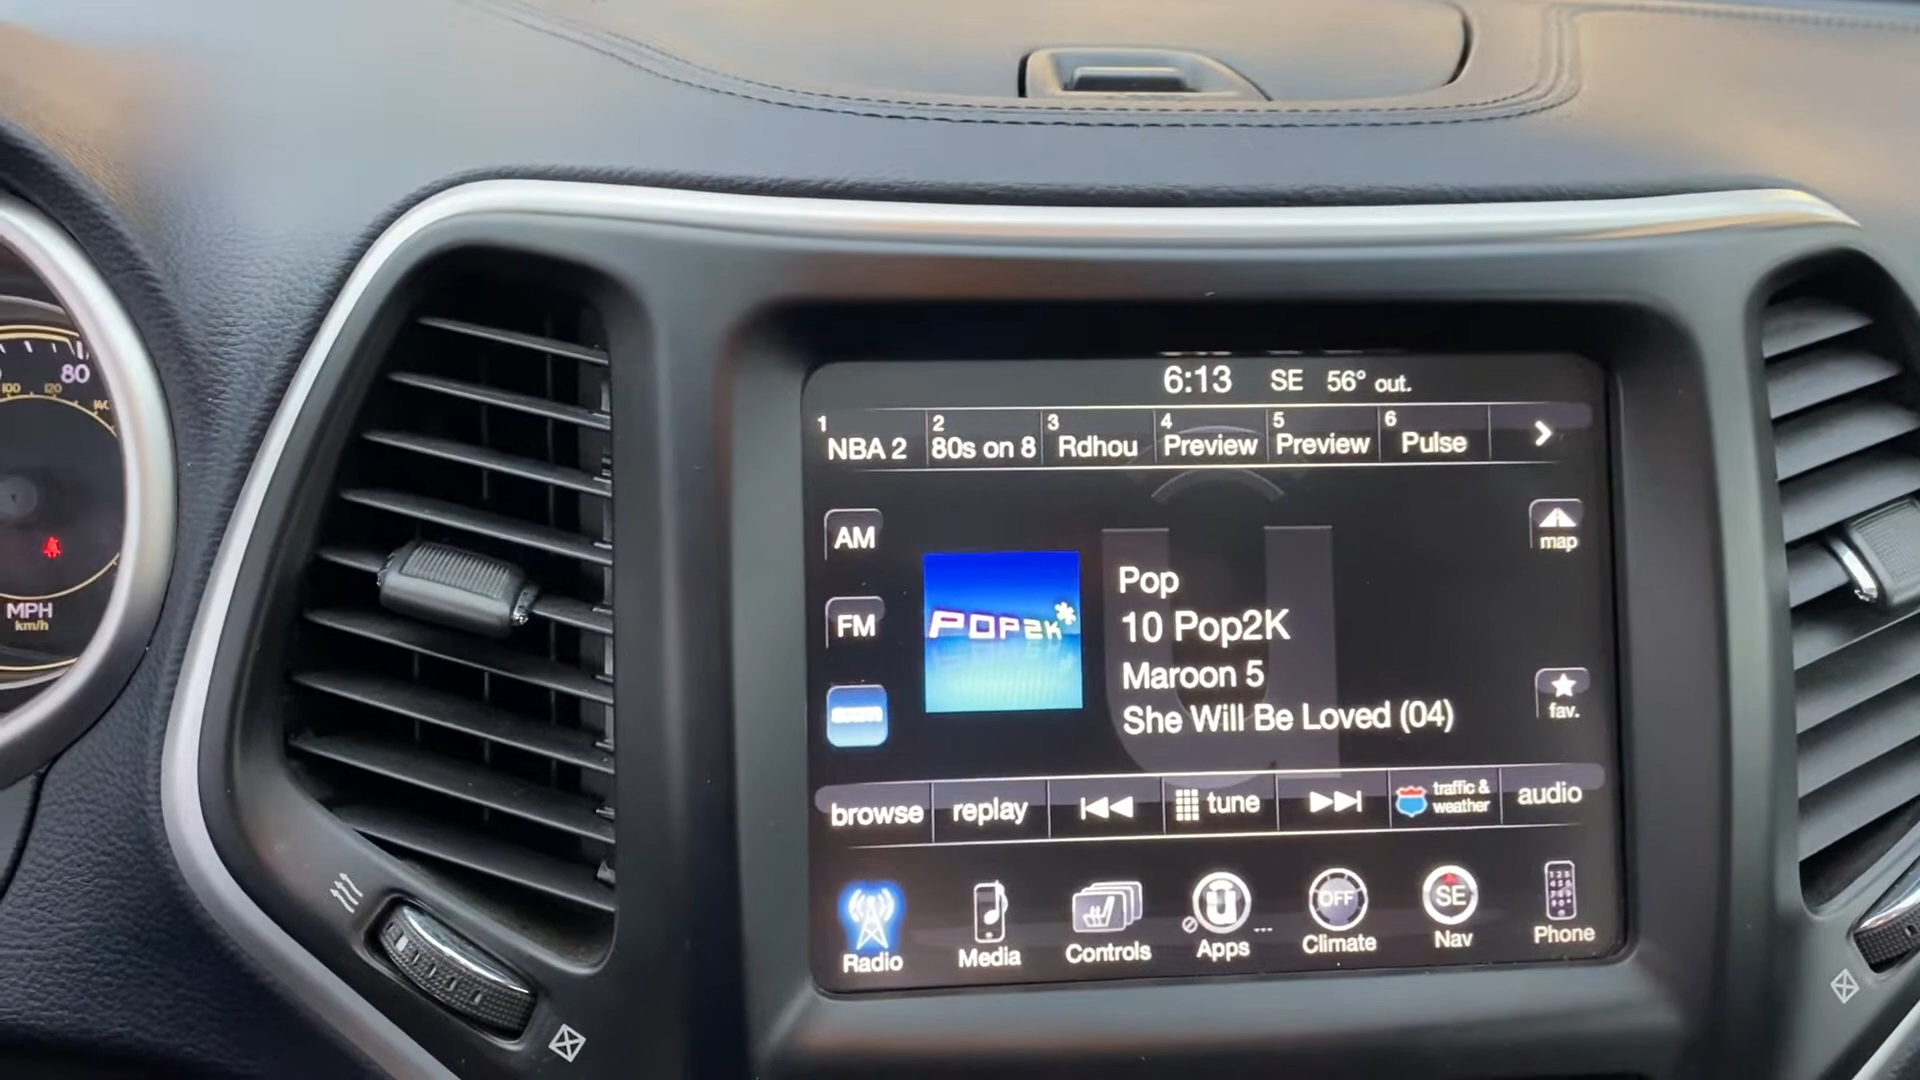 80
100 120
MPH
km/h
6:13 SE 56° out.
1 NBA 2
2 80s on 8
3 Rdhou
4 Preview
5 Preview
6 Pulse
AM
FM
map
fav.
POP2K*
Pop
10 Pop2K
Maroon 5
She Will Be Loved (04)
browse
replay
tune
traffic &
weather
audio
Radio
Media
Controls
Apps
OFF
Climate
SE
Nav
Phone